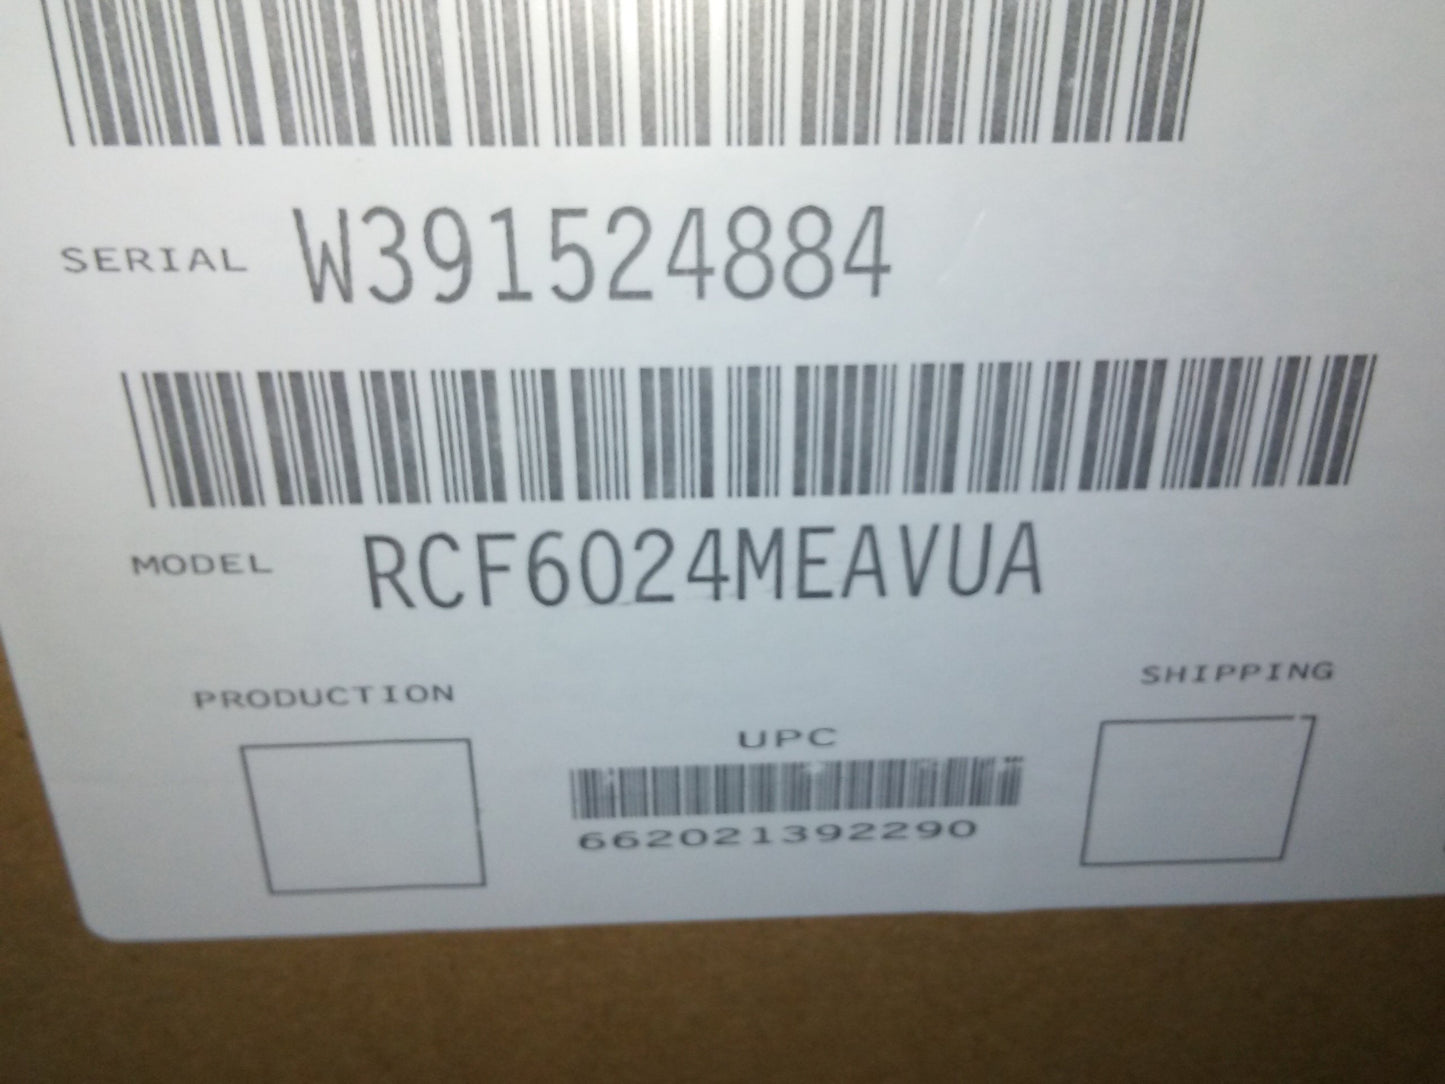 SERIAL W391524884
MODEL RCF6024MEAVUA
PRODUCTION
SHIPPING
UPC
662021392290